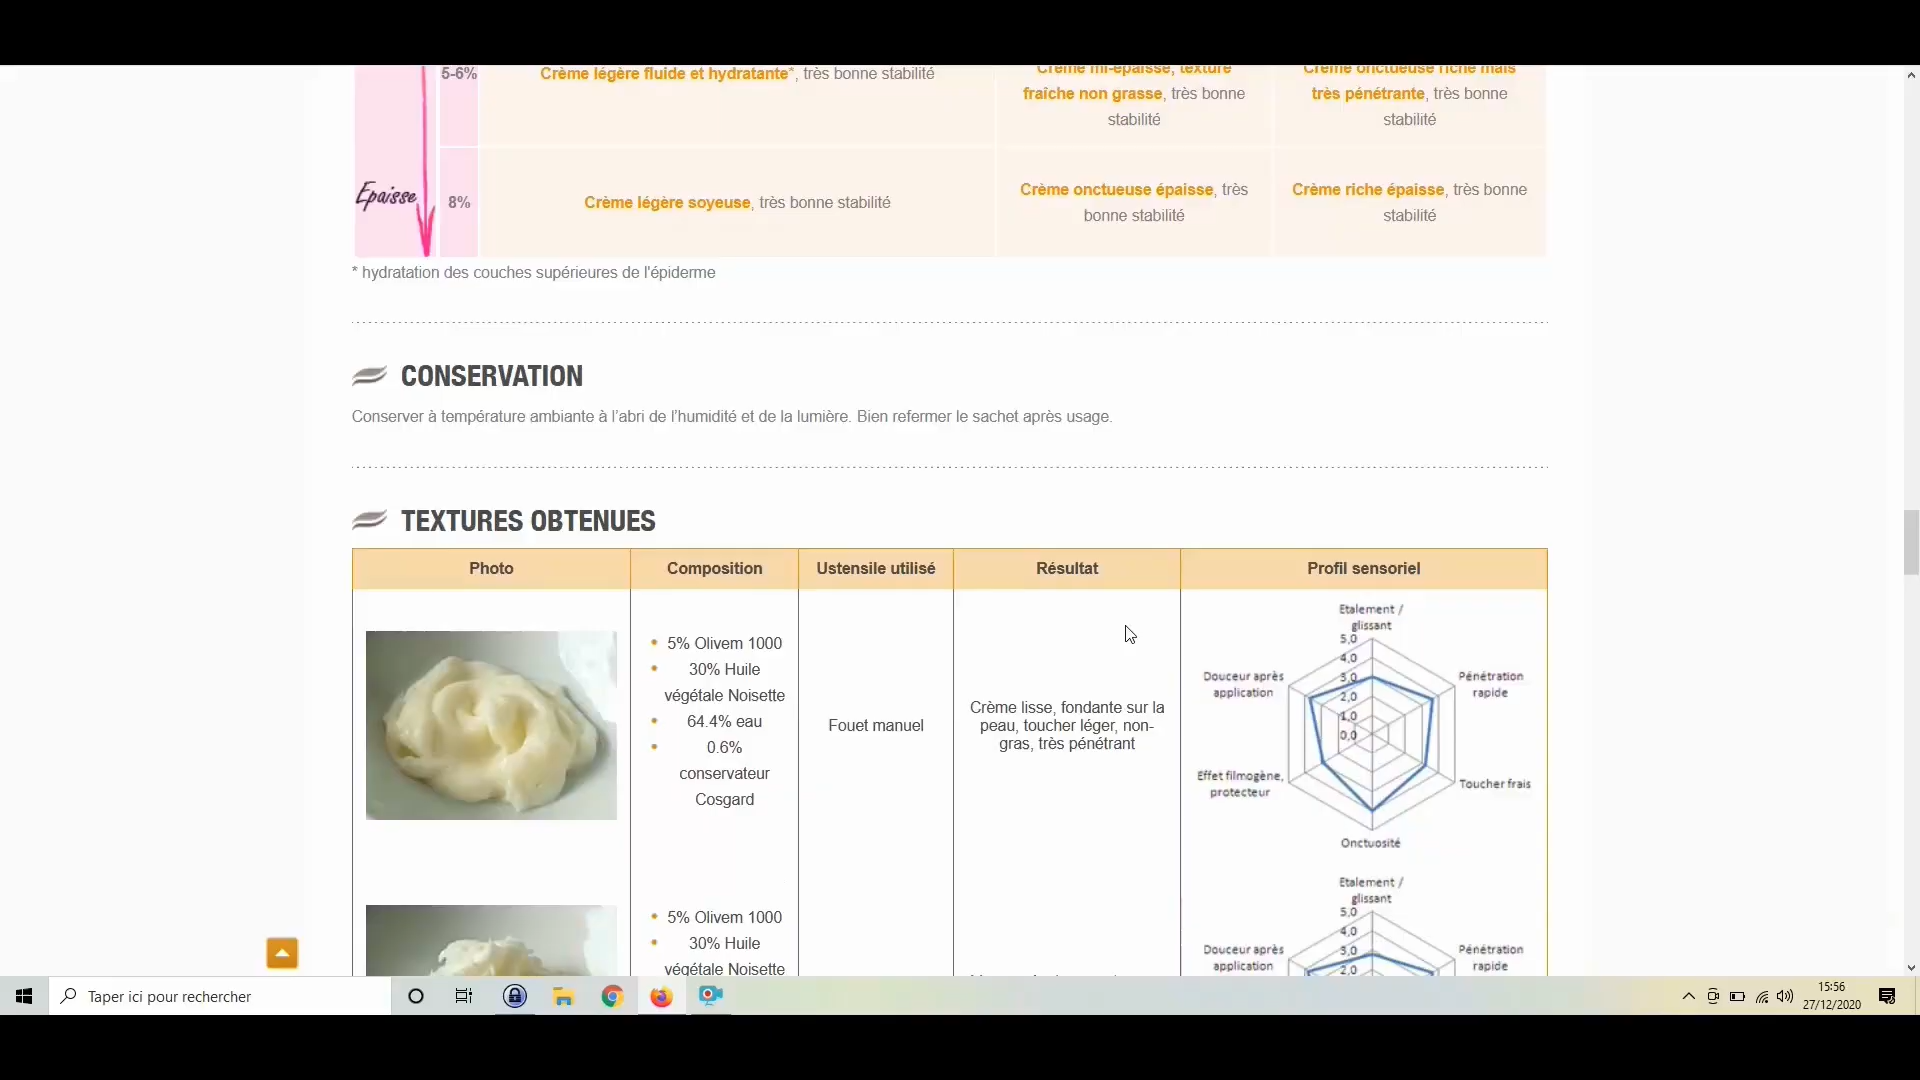 5-6%
Crème légère fluide et hydratante*, très bonne stabilité
Crème mi-épaisse, texture
fraîche non grasse, très bonne
stabilité
Crème onctueuse riche mais
très pénétrante, très bonne
stabilité
Epaisse
8%
Crème légère soyeuse, très bonne stabilité
Crème onctueuse épaisse, très
bonne stabilité
Crème riche épaisse, très bonne
stabilité
* hydratation des couches supérieures de l'épiderme
CONSERVATION
Conserver à température ambiante à l’abri de l’humidité et de la lumière. Bien refermer le sachet après usage.
TEXTURES OBTENUES
Photo
Composition
Ustensile utilisé
Résultat
Profil sensoriel
• 5% Olivem 1000
• 30% Huile
végétale Noisette
• 64.4% eau
• 0.6%
conservateur
Cosgard
Fouet manuel
Crème lisse, fondante sur la
peau, toucher léger, non-
gras, très pénétrant
Etalement /
glissant
5,0
4,0
3,0
2,0
1,0
0,0
Douceur après
application
Pénétration
rapide
Effet filmogène,
protecteur
Toucher frais
Onctuosité
• 5% Olivem 1000
• 30% Huile
végétale Noisette
Etalement /
glissant
5,0
4,0
3,0
2,0
Douceur après
application
Pénétration
rapide
Taper ici pour rechercher
15:56
27/12/2020